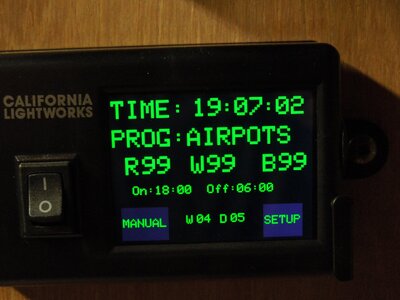 CALIFORNIA
LIGHTWORKS
TIME: 19:07:02
PROG:AIRPOTS
R99 W99 B99
On:18:00 Off:06:00
MANUAL W04 D05 SETUP
I
O